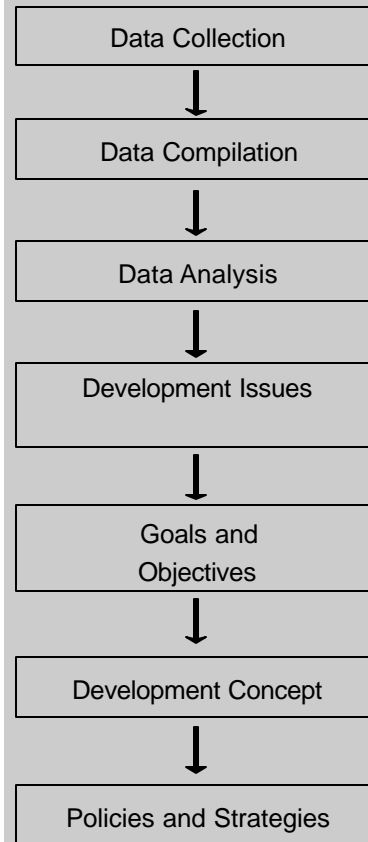 Data Collection
Data Compilation
Data Analysis
Development Issues
Goals and
Objectives
Development Concept
Policies and Strategies